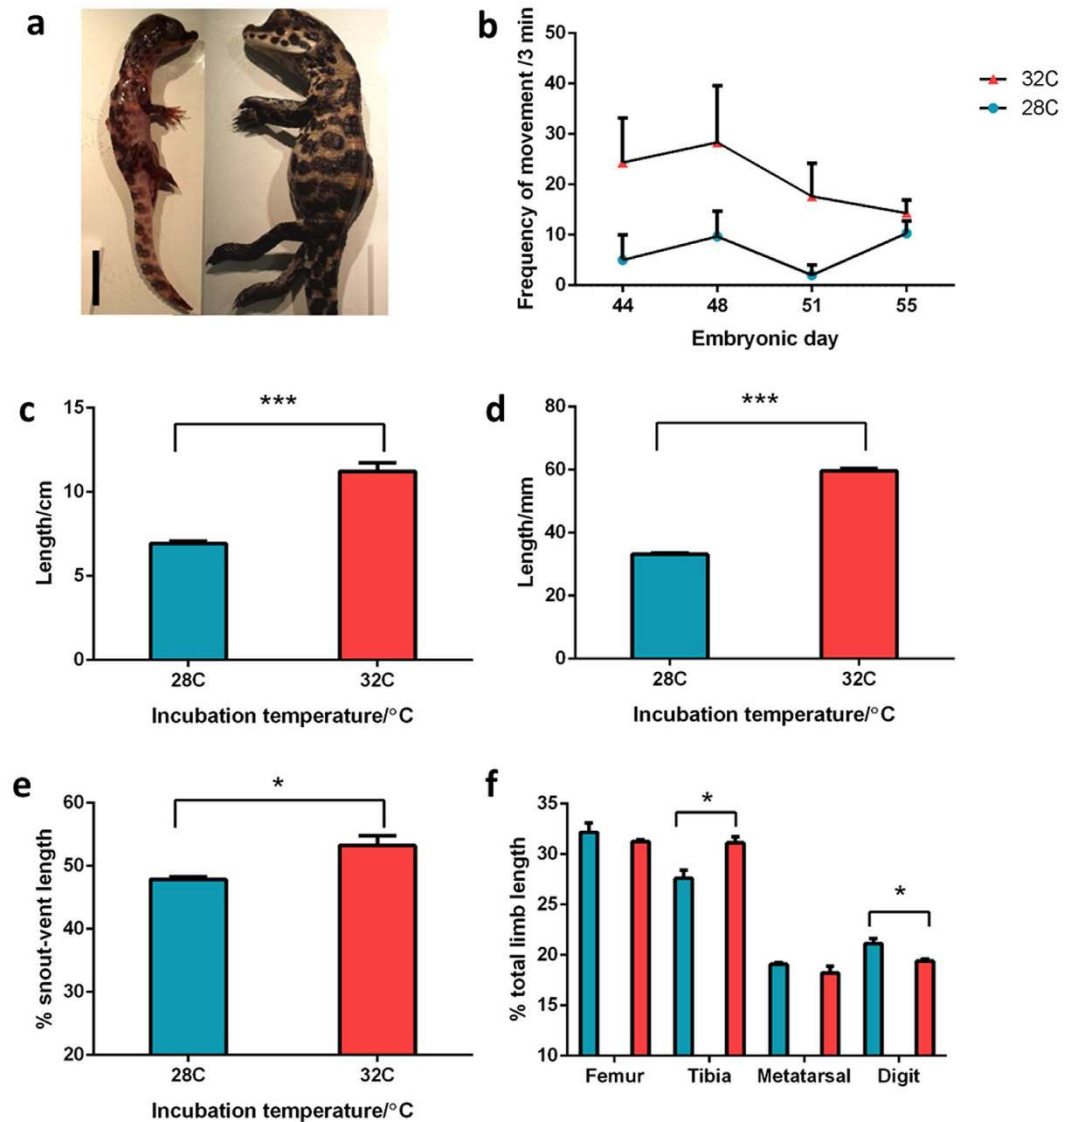 a
b
Frequency of movement /3 min
50
40
30
20
10
0
44 48 51 55
Embryonic day
32C
28C
c
Length/cm
15
10
5
0
***
28C 32C
Incubation temperature/°C
d
Length/mm
80
60
40
20
0
***
28C 32C
Incubation temperature/°C
e
% snout-vent length
60
50
40
30
20
*
28C 32C
Incubation temperature/°C
f
% total limb length
35
30
25
20
15
10
*
*
Femur Tibia Metatarsal Digit